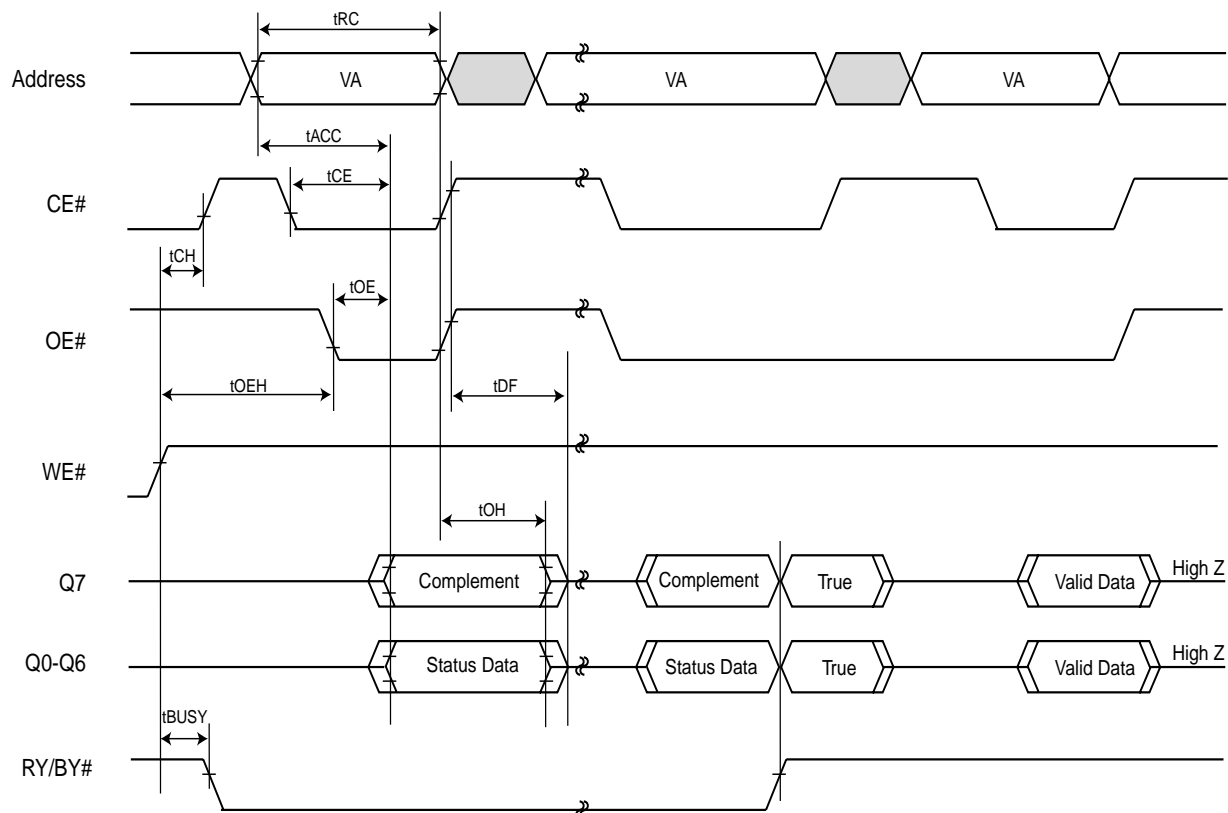 tRC
Address VA VA VA
tACC
tCE
CE#
tCH
tOE
OE#
tOEH
tDF
WE#
tOH
Q7 Complement Complement True Valid Data High Z
Q0-Q6 Status Data Status Data True Valid Data High Z
tBUSY
RY/BY#